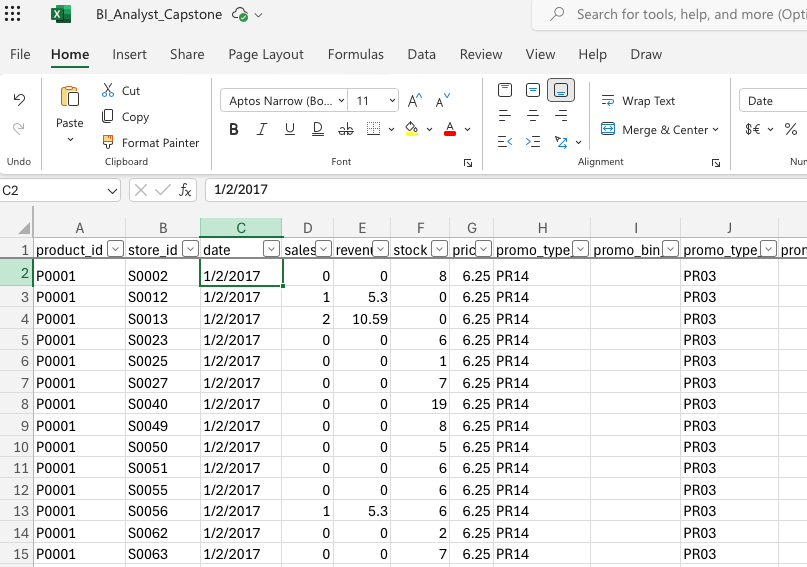 BI_Analyst_Capstone
Search for tools, help, and more (Opti
File Home Insert Share Page Layout Formulas Data Review View Help Draw
Paste
Cut
Copy
Format Painter
Aptos Narrow (Bo... 11
A^ A
B I U D ab A
Wrap Text
Merge & Center
Date
$€ %
Undo Clipboard Font Alignment Num
C2 fx 1/2/2017
A B C D E F G H I J
1 product_id store_id date sales revenu stock pric promo_type promo_bin promo_type prom
2 P0001 S0002 1/2/2017 0 0 8 6.25 PR14 PR03
3 P0001 S0012 1/2/2017 1 5.3 0 6.25 PR14 PR03
4 P0001 S0013 1/2/2017 2 10.59 0 6.25 PR14 PR03
5 P0001 S0023 1/2/2017 0 0 6 6.25 PR14 PR03
6 P0001 S0025 1/2/2017 0 0 1 6.25 PR14 PR03
7 P0001 S0027 1/2/2017 0 0 7 6.25 PR14 PR03
8 P0001 S0040 1/2/2017 0 0 19 6.25 PR14 PR03
9 P0001 S0049 1/2/2017 0 0 8 6.25 PR14 PR03
10 P0001 S0050 1/2/2017 0 0 5 6.25 PR14 PR03
11 P0001 S0051 1/2/2017 0 0 6 6.25 PR14 PR03
12 P0001 S0055 1/2/2017 0 0 6 6.25 PR14 PR03
13 P0001 S0056 1/2/2017 1 5.3 6 6.25 PR14 PR03
14 P0001 S0062 1/2/2017 0 0 2 6.25 PR14 PR03
15 P0001 S0063 1/2/2017 0 0 7 6.25 PR14 PR03